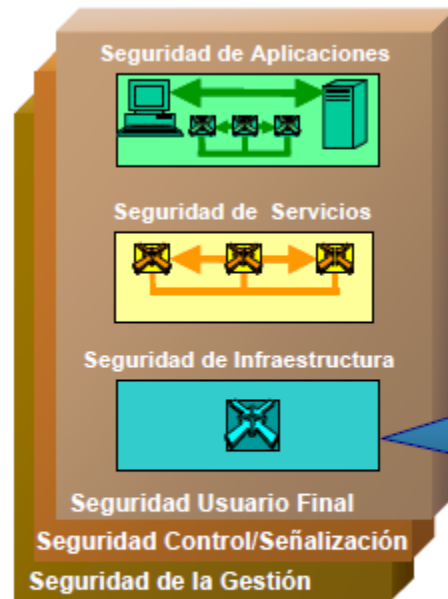 Seguridad de Aplicaciones
Seguridad de Servicios
Seguridad de Infraestructura
Seguridad Usuario Final
Seguridad Control/Señalización
Seguridad de la Gestión